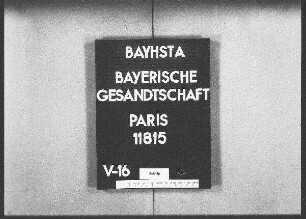 BAYHSTA
BAYERISCHE
GESANDTSCHAFT
PARIS
11815
V-16